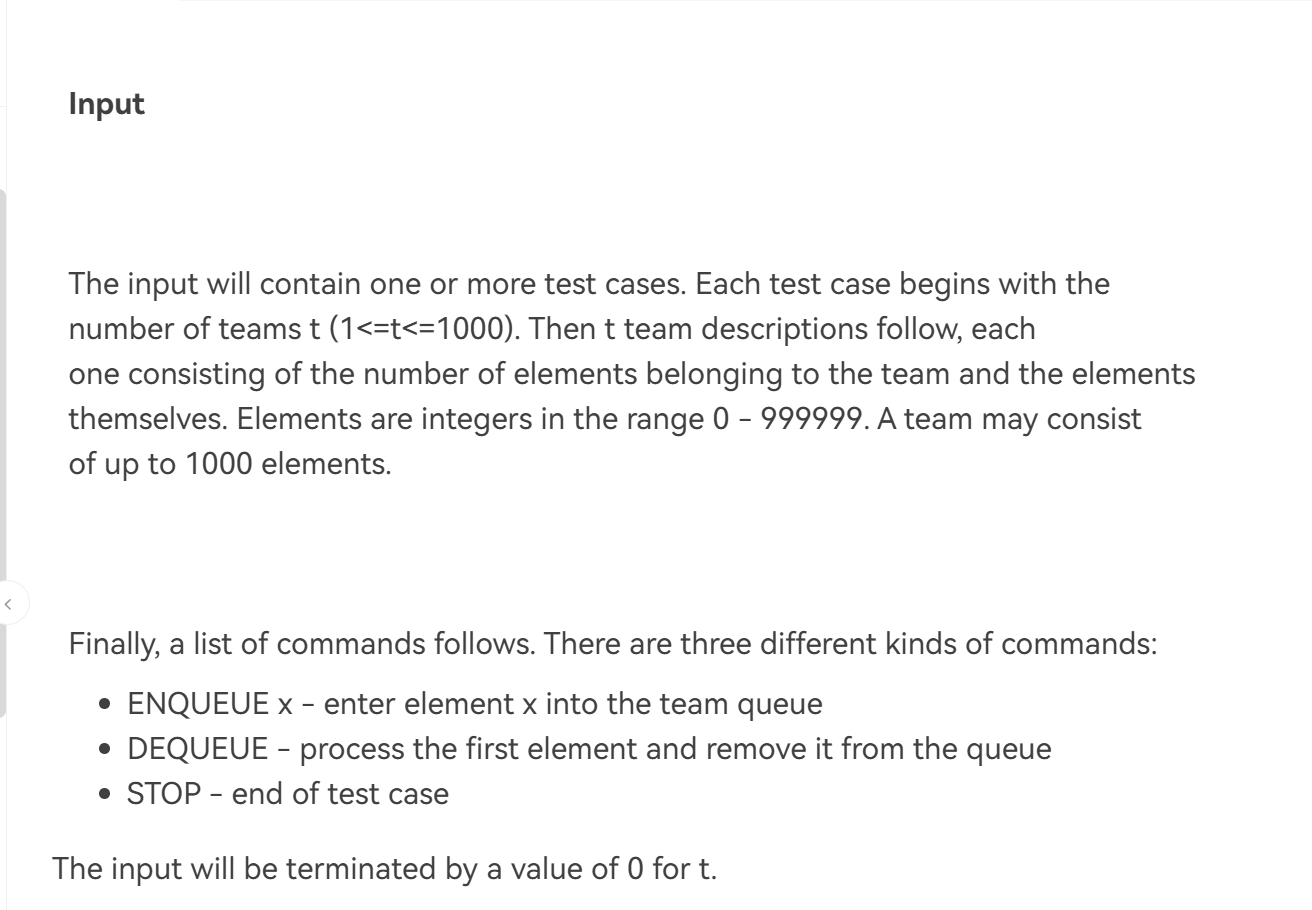 Input
The input will contain one or more test cases. Each test case begins with the
number of teams t (1<=t<=1000). Then t team descriptions follow, each
one consisting of the number of elements belonging to the team and the elements
themselves. Elements are integers in the range 0 - 999999. A team may consist
of up to 1000 elements.
Finally, a list of commands follows. There are three different kinds of commands:
• ENQUEUE x - enter element x into the team queue
• DEQUEUE - process the first element and remove it from the queue
• STOP - end of test case
The input will be terminated by a value of 0 for t.